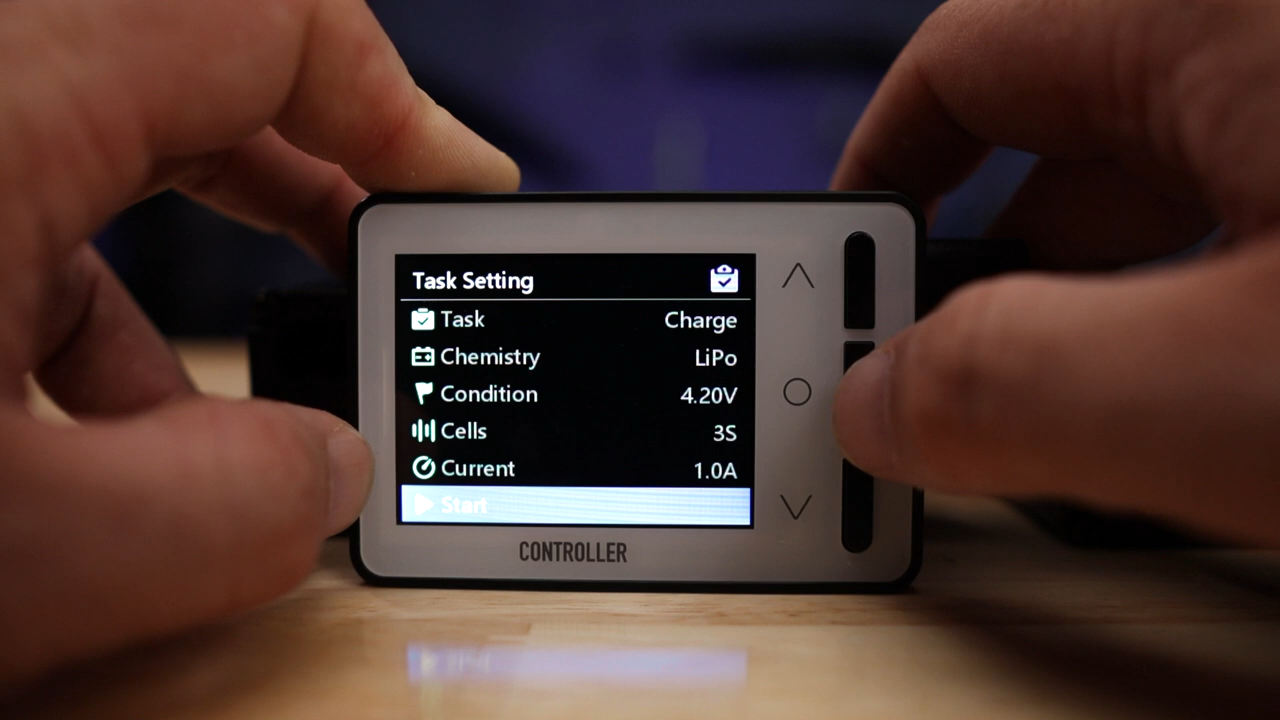 Task Setting
Task Charge
Chemistry LiPo
Condition 4.20V
Cells 3S
Current 1.0A
Start
CONTROLLER